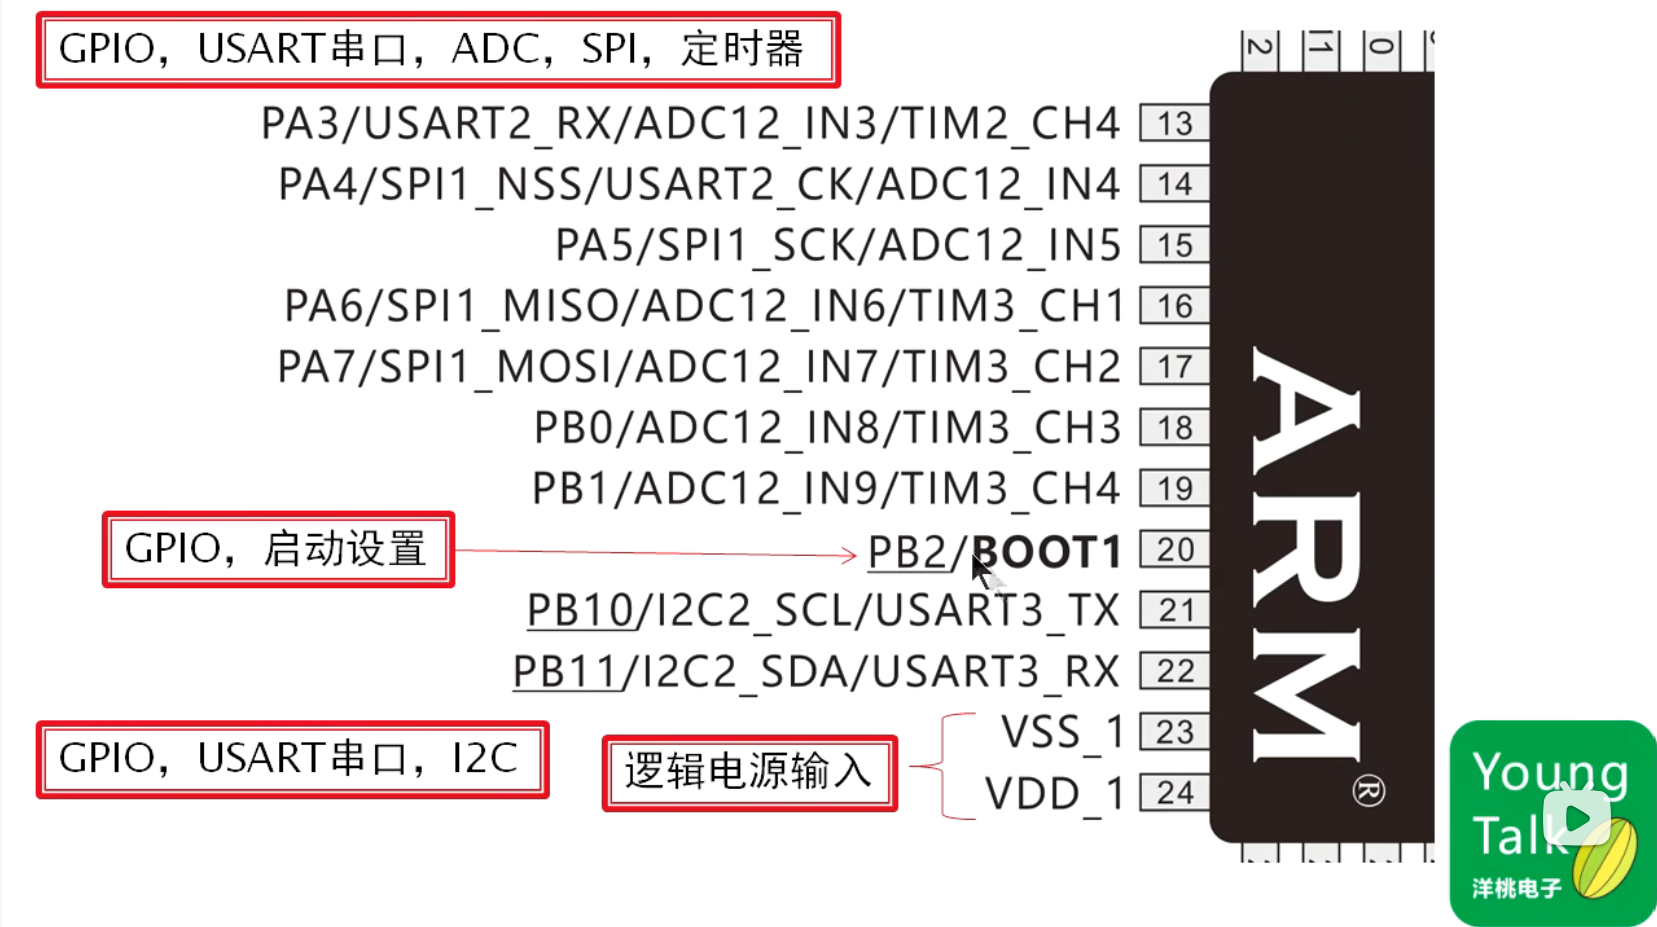 GPIO，USART串口，ADC，SPI，定时器
PA3/USART2_RX/ADC12_IN3/TIM2_CH4 13
PA4/SPI1_NSS/USART2_CK/ADC12_IN4 14
PA5/SPI1_SCK/ADC12_IN5 15
PA6/SPI1_MISO/ADC12_IN6/TIM3_CH1 16
PA7/SPI1_MOSI/ADC12_IN7/TIM3_CH2 17
PB0/ADC12_IN8/TIM3_CH3 18
PB1/ADC12_IN9/TIM3_CH4 19
GPIO，启动设置
PB2/BOOT1 20
PB10/I2C2_SCL/USART3_TX 21
PB11/I2C2_SDA/USART3_RX 22
GPIO，USART串口，I2C
逻辑电源输入
VSS_1 23
VDD_1 24
ARM®
Young
Talk
洋桃电子